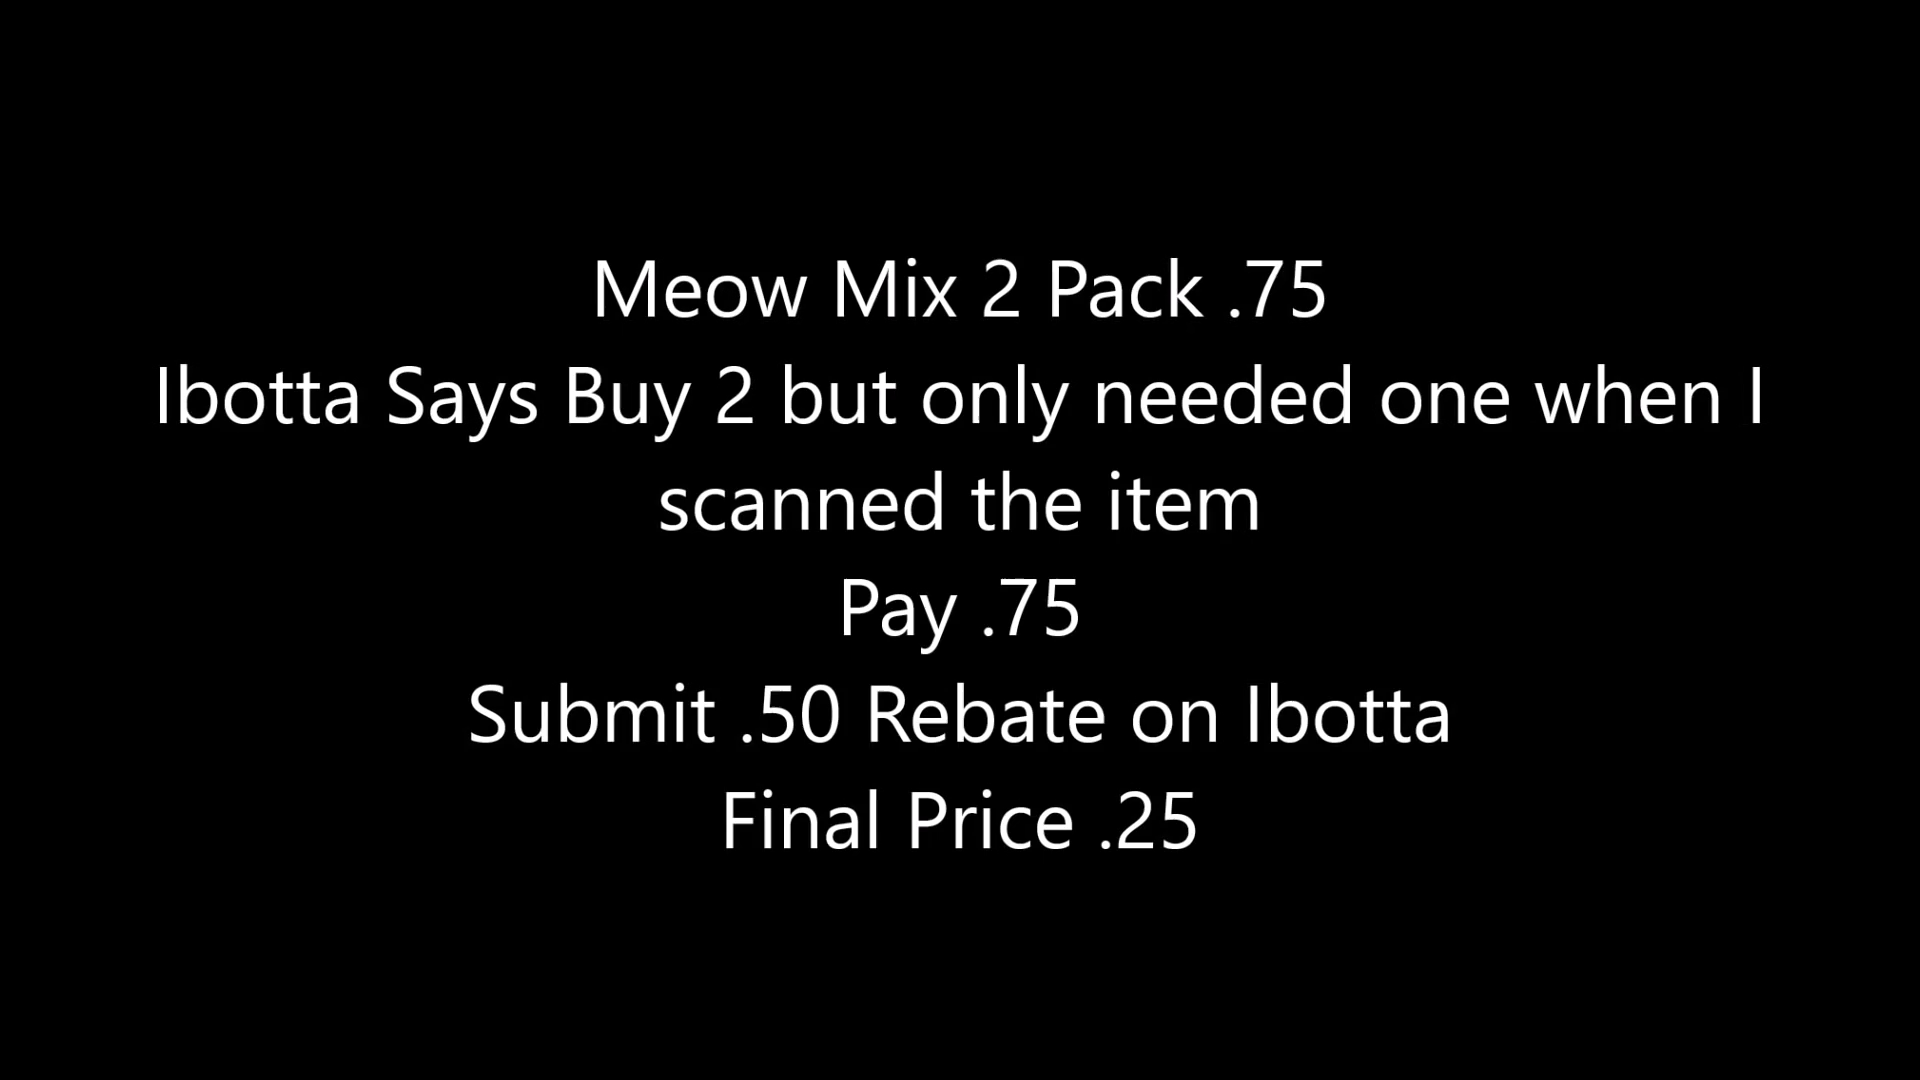 Meow Mix 2 Pack .75
Ibotta Says Buy 2 but only needed one when I
scanned the item
Pay .75
Submit .50 Rebate on Ibotta
Final Price .25